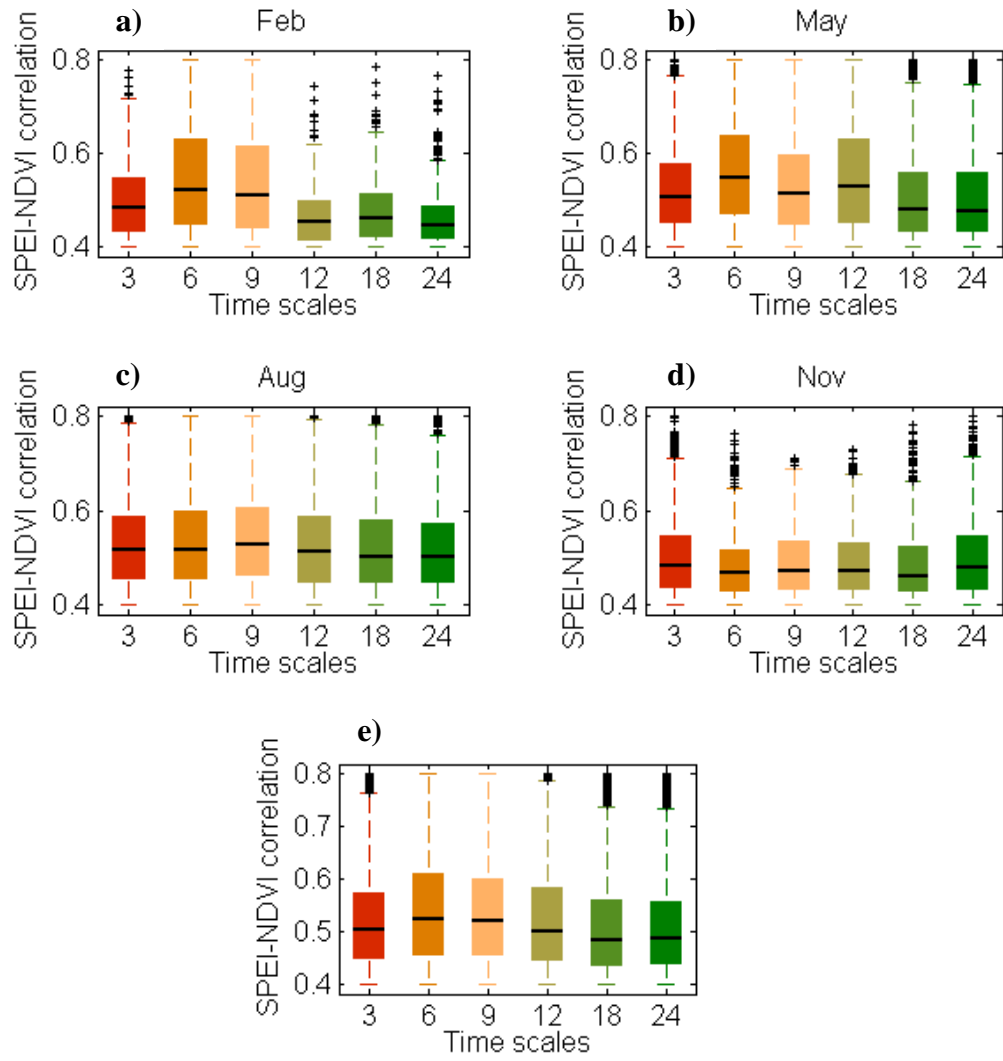 a) Feb
SPEI-NDVI correlation
0.8
0.6
0.4
3 6 9 12 18 24
Time scales
b) May
SPEI-NDVI correlation
0.8
0.6
0.4
3 6 9 12 18 24
Time scales
c) Aug
SPEI-NDVI correlation
0.8
0.6
0.4
3 6 9 12 18 24
Time scales
d) Nov
SPEI-NDVI correlation
0.8
0.6
0.4
3 6 9 12 18 24
Time scales
e)
SPEI-NDVI correlation
0.8
0.7
0.6
0.5
0.4
3 6 9 12 18 24
Time scales